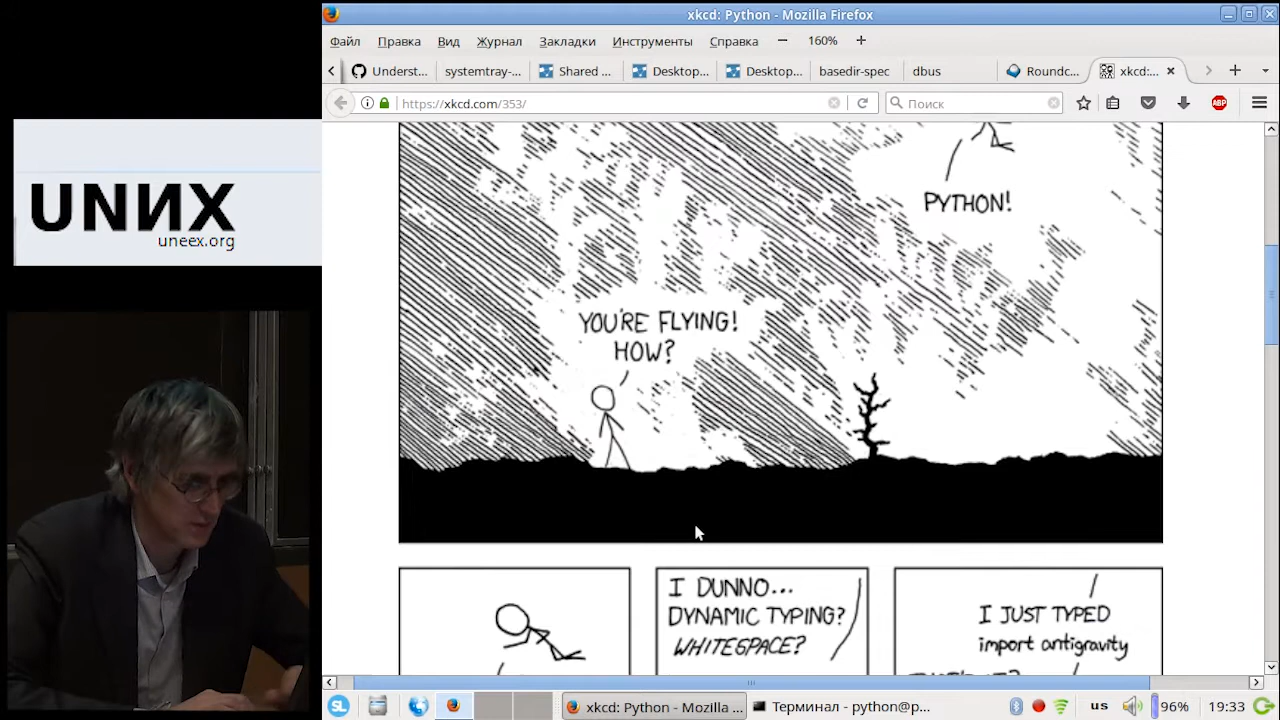 UNИX
uneex.org
xkcd: Python - Mozilla Firefox
Файл Правка Вид Журнал Закладки Инструменты Справка − 160% +
Underst... systemtray-... Shared ... Desktop... Desktop... basedir-spec dbus Roundc... xkcd:...
https://xkcd.com/353/ Поиск ABP
PYTHON!
YOU'RE FLYING!
HOW?
I DUNNO...
DYNAMIC TYPING?
WHITESPACE?
I JUST TYPED
import antigravity
SL xkcd: Python - Mozilla ... Терминал - python@p... us 96% 19:33